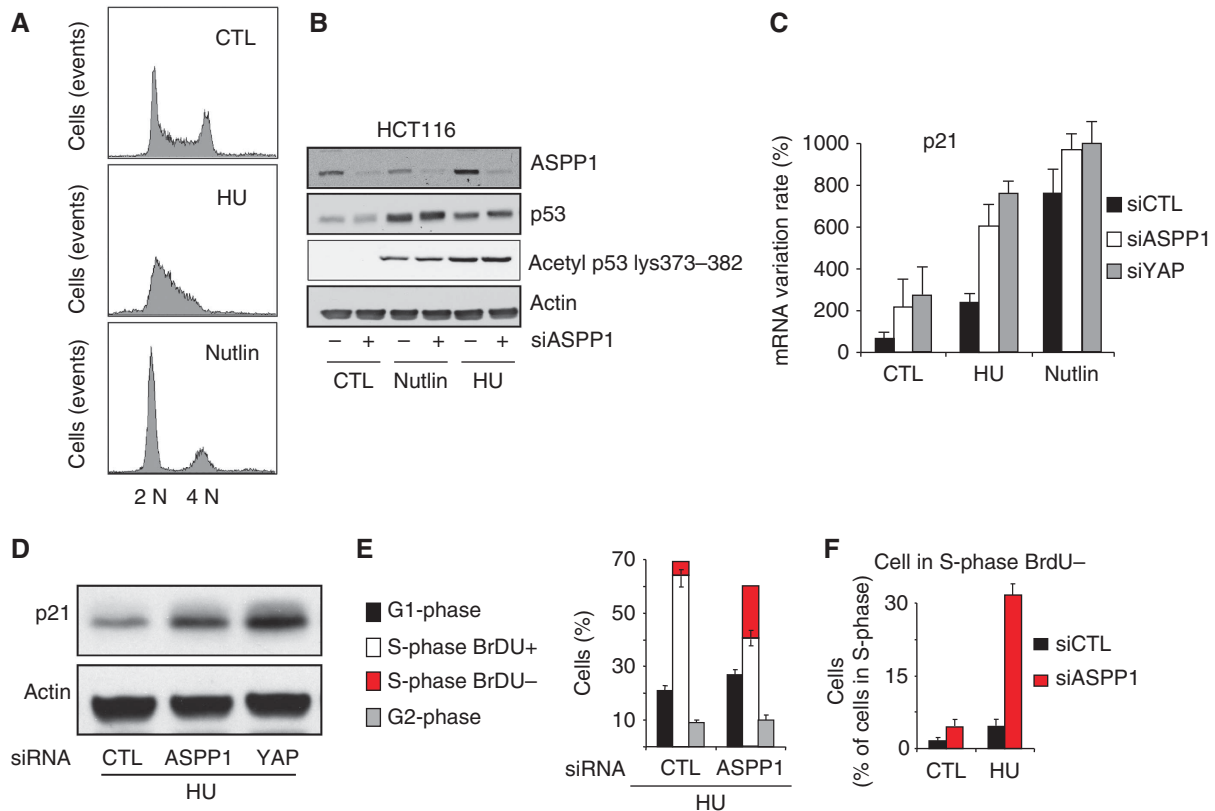 A
Cells (events)
CTL
Cells (events)
HU
Cells (events)
Nutlin
2 N 4 N
B
HCT116
ASPP1
p53
Acetyl p53 lys373–382
Actin
– + – + – + siASPP1
CTL Nutlin HU
C
mRNA variation rate (%)
p21
1000
800
600
400
200
0
CTL HU Nutlin
siCTL
siASPP1
siYAP
D
p21
Actin
siRNA CTL ASPP1 YAP
HU
E
G1-phase
S-phase BrDU+
S-phase BrDU–
G2-phase
Cells (%)
70
50
30
10
siRNA CTL ASPP1
HU
F
Cell in S-phase BrdU–
Cells
(% of cells in S-phase)
30
15
0
CTL HU
siCTL
siASPP1